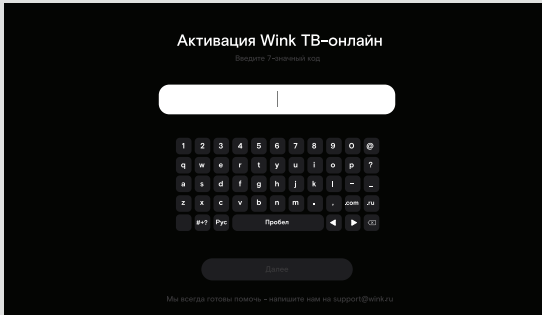 Активация Wink ТВ-онлайн
Введите 7-значный код
1 2 3 4 5 6 7 8 9 0 @
q w e r t y u i o p ?
a s d f g h j k l - _
z x c v b n m . , .com .ru
#+? Рус Пробел
Далее
Мы всегда готовы помочь - напишите нам на support@wink.ru